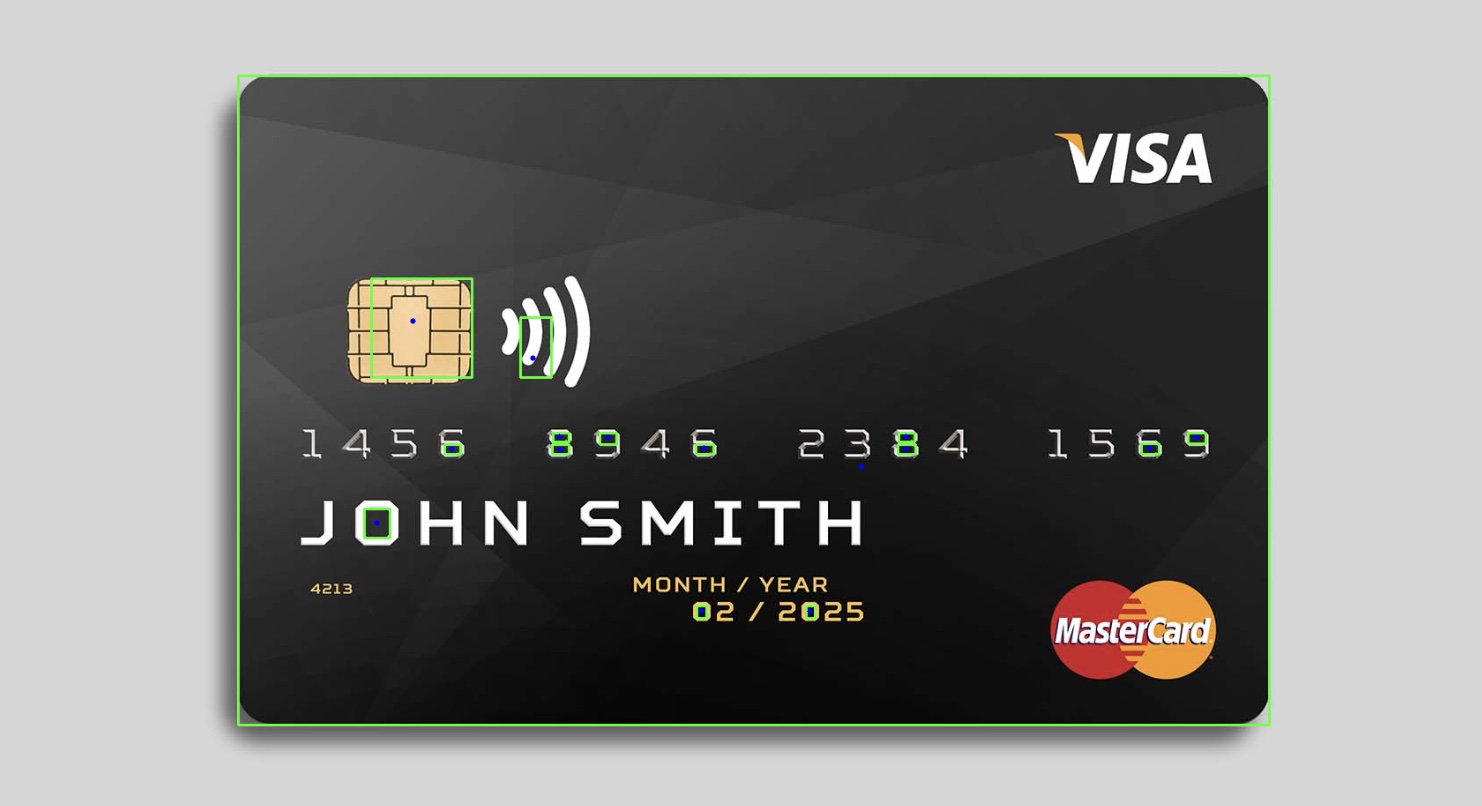 VISA
1456 8946 2384 1569
JOHN SMITH
4213
MONTH / YEAR
02 / 2025
MasterCard